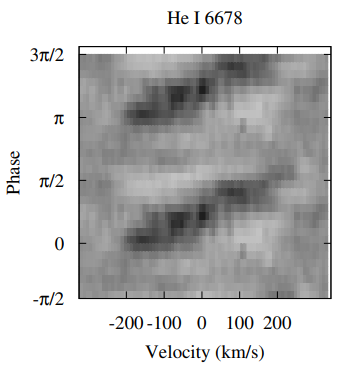 He I 6678
3π/2
π
π/2
0
-π/2
Phase
-200 -100 0 100 200
Velocity (km/s)